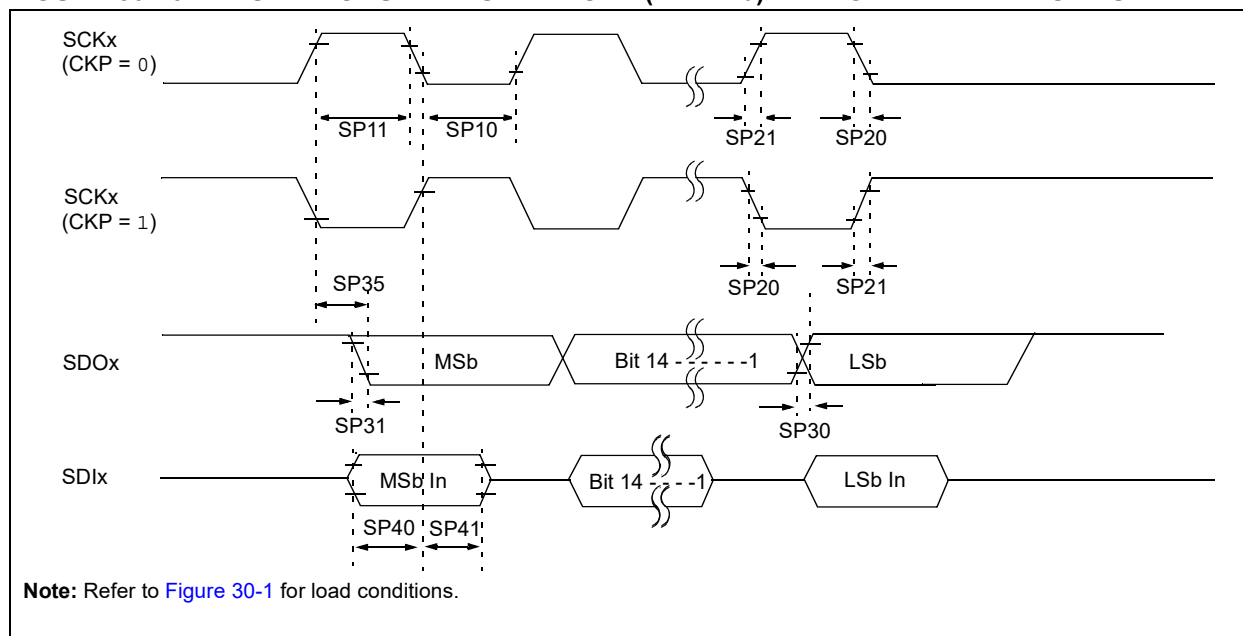 SCKx
(CKP = 0)
SP11
SP10
SP21
SP20
SCKx
(CKP = 1)
SP35
SP20
SP21
SDOx
MSb
Bit 14 - - - - - -1
LSb
SP31
SP30
SDIx
MSb In
Bit 14 - - - -1
LSb In
SP40
SP41
Note: Refer to Figure 30-1 for load conditions.